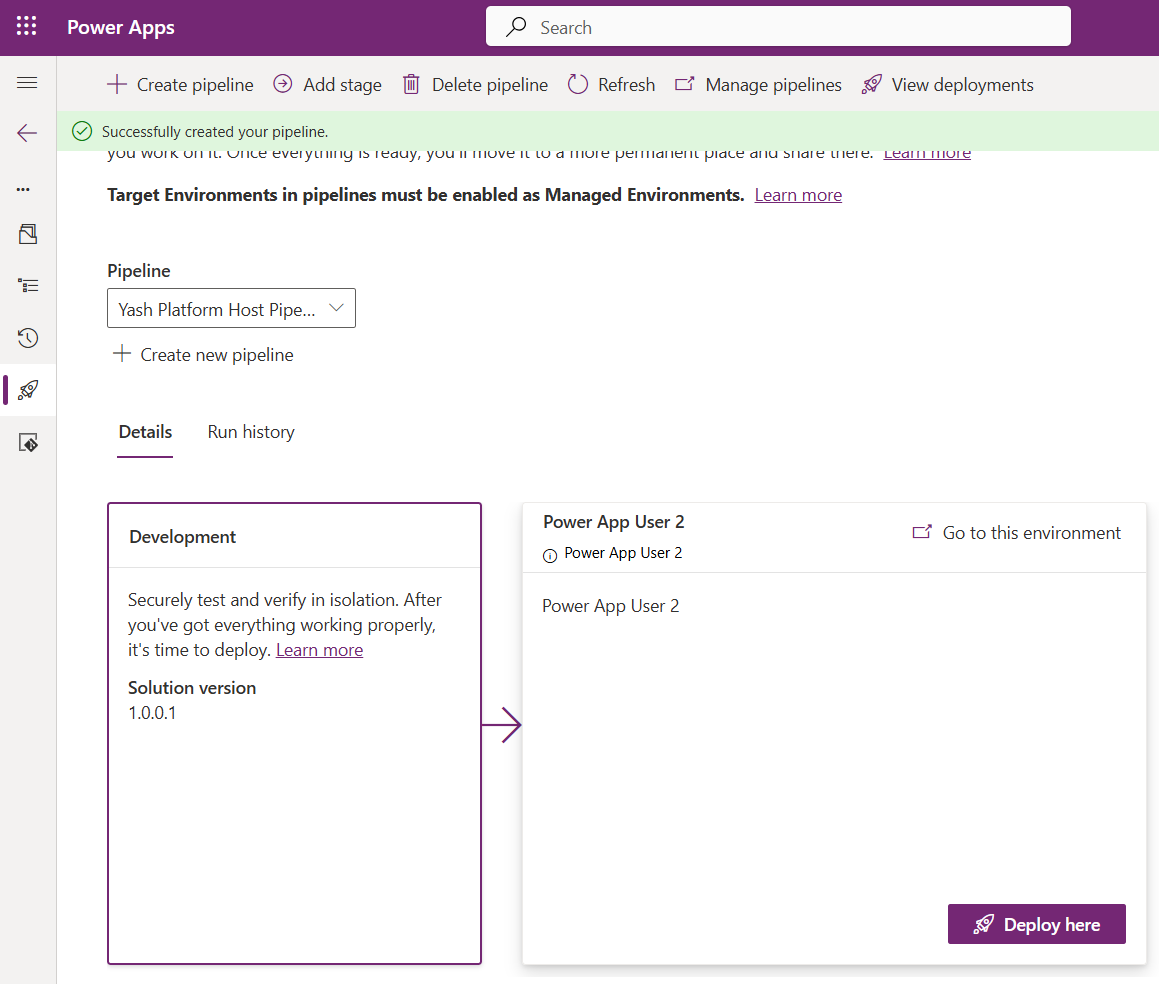 Power Apps
Search
Create pipeline
Add stage
Delete pipeline
Refresh
Manage pipelines
View deployments
Successfully created your pipeline.
you work on it. Once everything is ready, you'll move it to a more permanent place and share there. Learn more
Target Environments in pipelines must be enabled as Managed Environments. Learn more
Pipeline
Yash Platform Host Pipe...
Create new pipeline
Details
Run history
Development
Securely test and verify in isolation. After
you've got everything working properly,
it's time to deploy. Learn more
Solution version
1.0.0.1
Power App User 2
Power App User 2
Go to this environment
Power App User 2
Deploy here